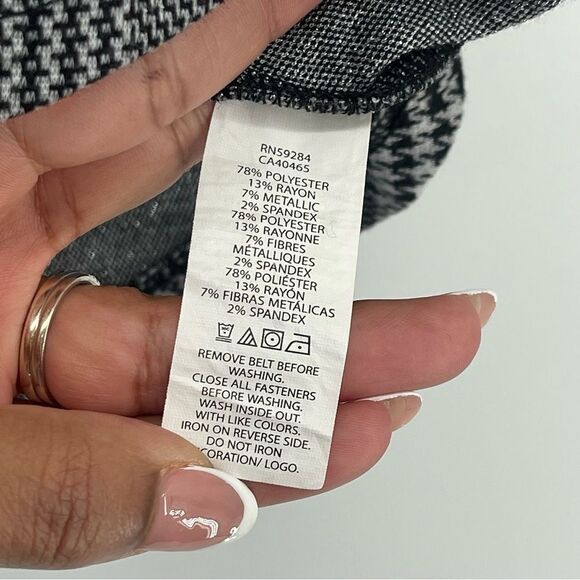 RN59284
CA40465
78% POLYESTER
13% RAYON
7% METALLIC
2% SPANDEX
78% POLYESTER
13% RAYONNE
7% FIBRES
MÉTALLIQUES
2% SPANDEX
78% POLIÉSTER
13% RAYÓN
7% FIBRAS METÁLICAS
2% SPANDEX
REMOVE BELT BEFORE
WASHING.
CLOSE ALL FASTENERS
BEFORE WASHING.
WASH INSIDE OUT.
WITH LIKE COLORS.
IRON ON REVERSE SIDE.
DO NOT IRON
CORATION/ LOGO.